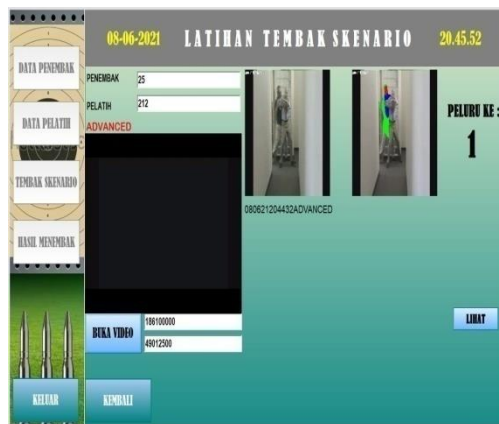 08-06-2021 LATIHAN TEMBAK SKENARIO 20.45.52
DATA PENEMBAK
DATA PELATIH
TEMBAK SKENARIO
HASIL MENEMBAK
KELUAR
PENEMBAK 25
PELATIH 212
ADVANCED
080621204432ADVANCED
PELURU KE :
1
BUKA VIDEO
186100000
49012500
LIHAT
KEMBALI